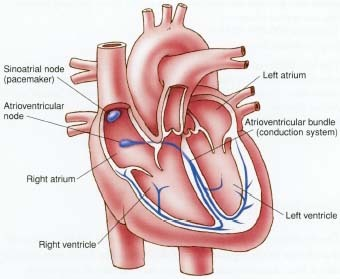 Sinoatrial node
(pacemaker)
Atrioventricular
node
Right atrium
Right ventricle
Left atrium
Atrioventricular bundle
(conduction system)
Left ventricle